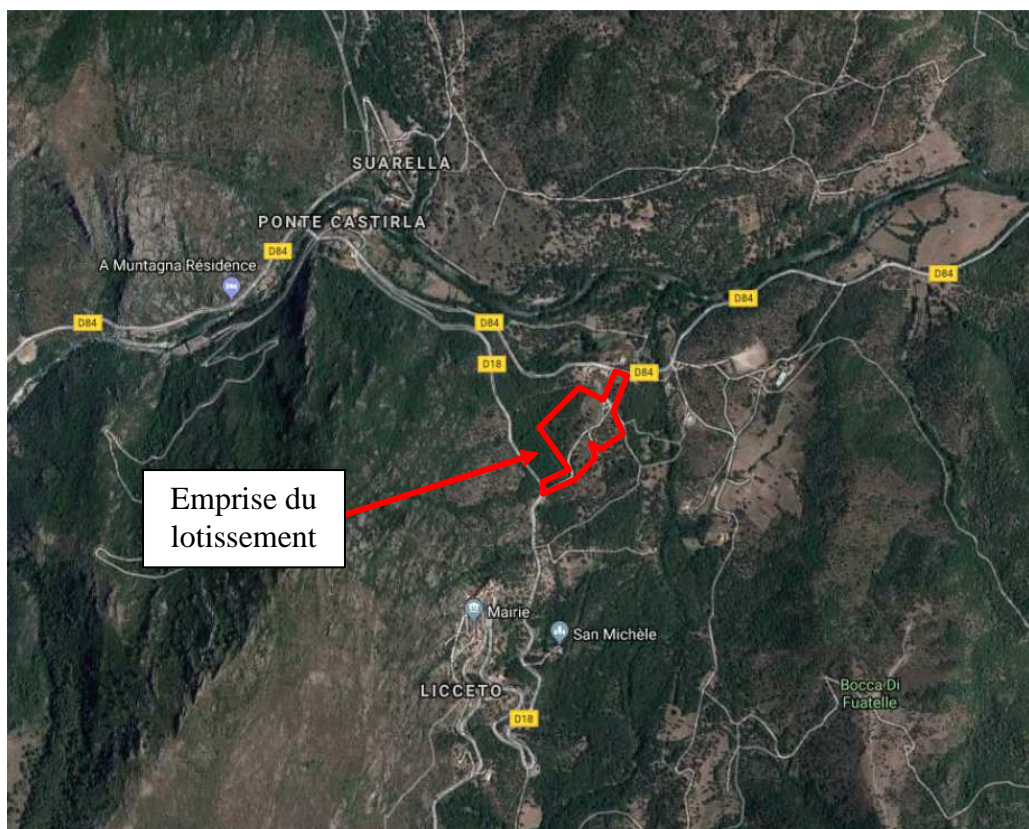 SUARELLA
PONTE CASTIRLA
D84
A Muntagna Résidence
D84
D84
D84
D84
D84
D18
D84
Emprise du
lotissement
Mairie
San Michèle
LICCETO
Bocca Di
Fuatelle
D18